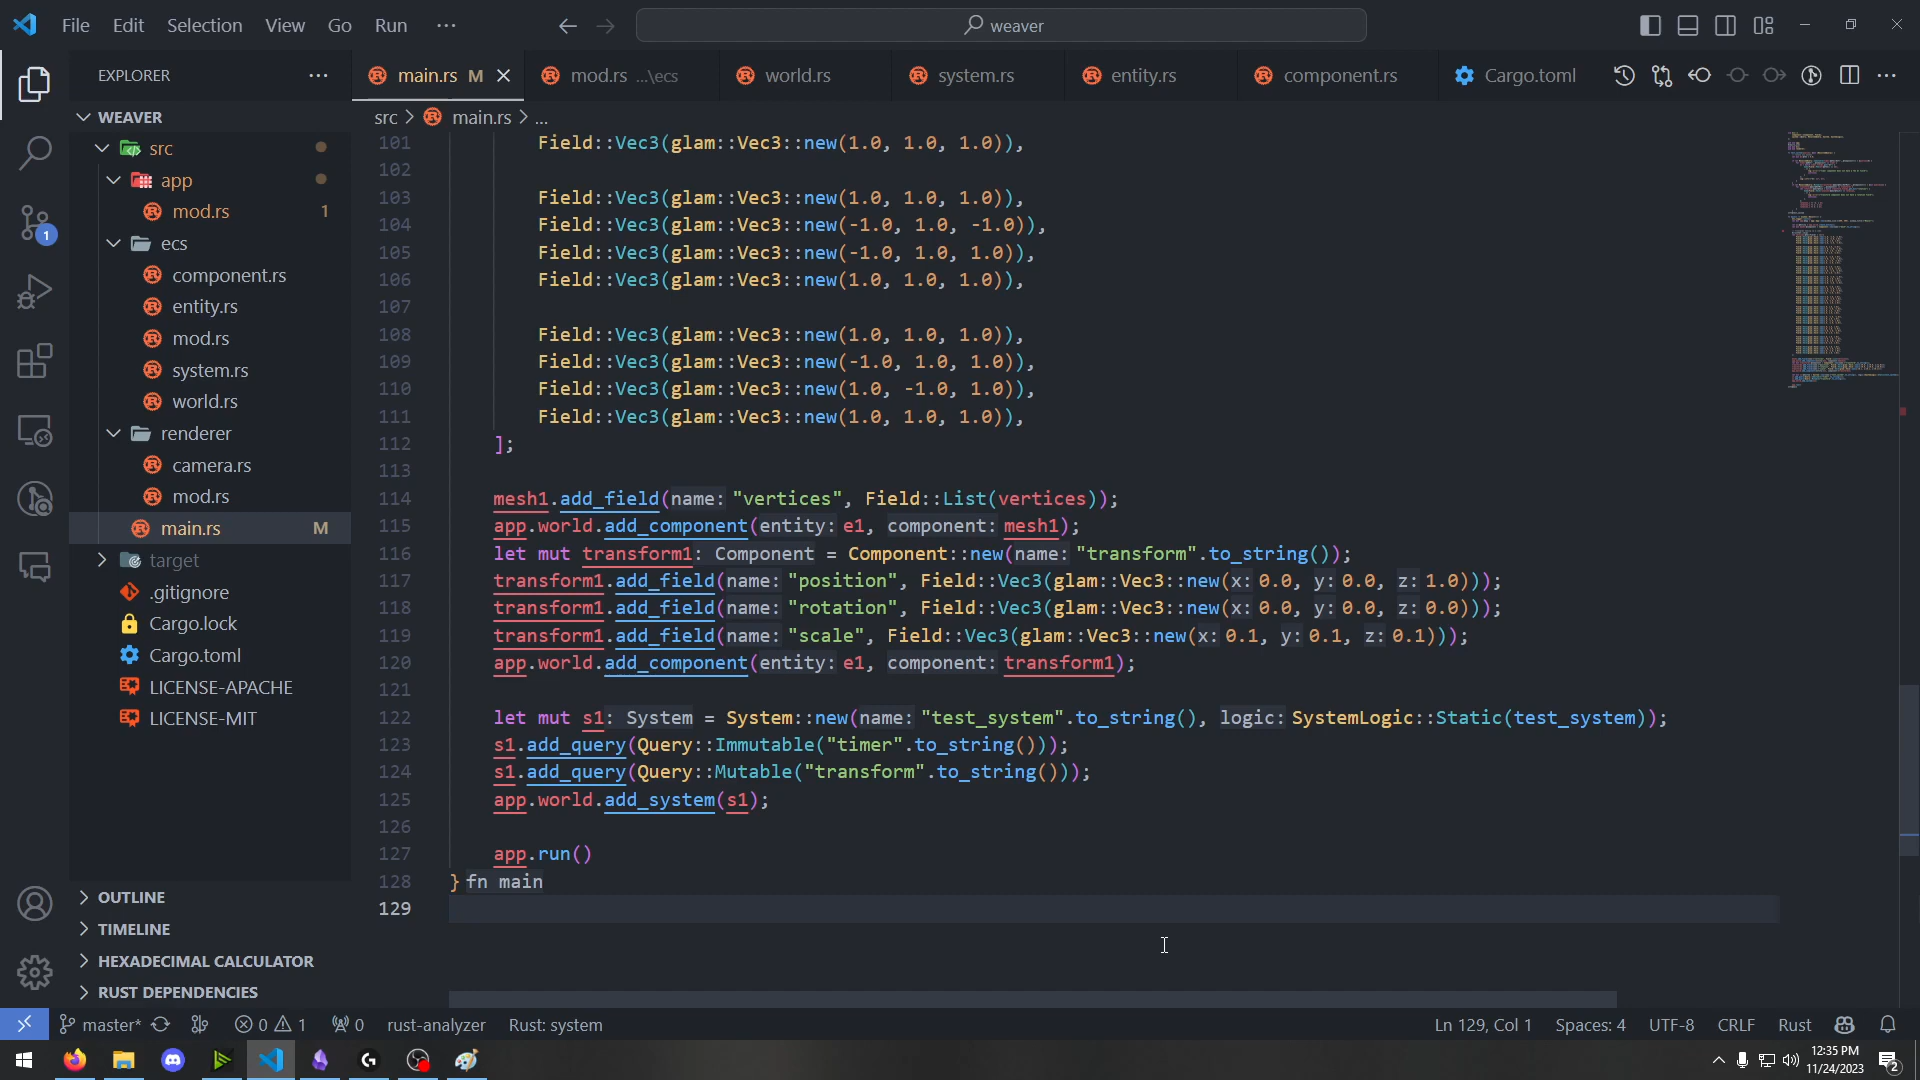 File Edit Selection View Go Run ···
weaver
EXPLORER
main.rs M
mod.rs ...\ecs
world.rs
system.rs
entity.rs
component.rs
Cargo.toml
WEAVER
src > main.rs > ...
src
app
mod.rs 1
ecs
component.rs
entity.rs
mod.rs
system.rs
world.rs
renderer
camera.rs
mod.rs
main.rs M
target
.gitignore
Cargo.lock
Cargo.toml
LICENSE-APACHE
LICENSE-MIT
OUTLINE
TIMELINE
HEXADECIMAL CALCULATOR
RUST DEPENDENCIES
101 Field::Vec3(glam::Vec3::new(1.0, 1.0, 1.0)),
102
103 Field::Vec3(glam::Vec3::new(1.0, 1.0, 1.0)),
104 Field::Vec3(glam::Vec3::new(-1.0, 1.0, -1.0)),
105 Field::Vec3(glam::Vec3::new(-1.0, 1.0, 1.0)),
106 Field::Vec3(glam::Vec3::new(1.0, 1.0, 1.0)),
107
108 Field::Vec3(glam::Vec3::new(1.0, 1.0, 1.0)),
109 Field::Vec3(glam::Vec3::new(-1.0, 1.0, 1.0)),
110 Field::Vec3(glam::Vec3::new(1.0, -1.0, 1.0)),
111 Field::Vec3(glam::Vec3::new(1.0, 1.0, 1.0)),
112 ];
113
114 mesh1.add_field(name: "vertices", Field::List(vertices));
115 app.world.add_component(entity: e1, component: mesh1);
116 let mut transform1: Component = Component::new(name: "transform".to_string());
117 transform1.add_field(name: "position", Field::Vec3(glam::Vec3::new(x: 0.0, y: 0.0, z: 1.0)));
118 transform1.add_field(name: "rotation", Field::Vec3(glam::Vec3::new(x: 0.0, y: 0.0, z: 0.0)));
119 transform1.add_field(name: "scale", Field::Vec3(glam::Vec3::new(x: 0.1, y: 0.1, z: 0.1)));
120 app.world.add_component(entity: e1, component: transform1);
121
122 let mut s1: System = System::new(name: "test_system".to_string(), logic: SystemLogic::Static(test_system));
123 s1.add_query(Query::Immutable("timer".to_string()));
124 s1.add_query(Query::Mutable("transform".to_string()));
125 app.world.add_system(s1);
126
127 app.run()
128 } fn main
129
1
master* 0 1 0 rust-analyzer Rust: system
Ln 129, Col 1 Spaces: 4 UTF-8 CRLF Rust
12:35 PM
11/24/2023
2